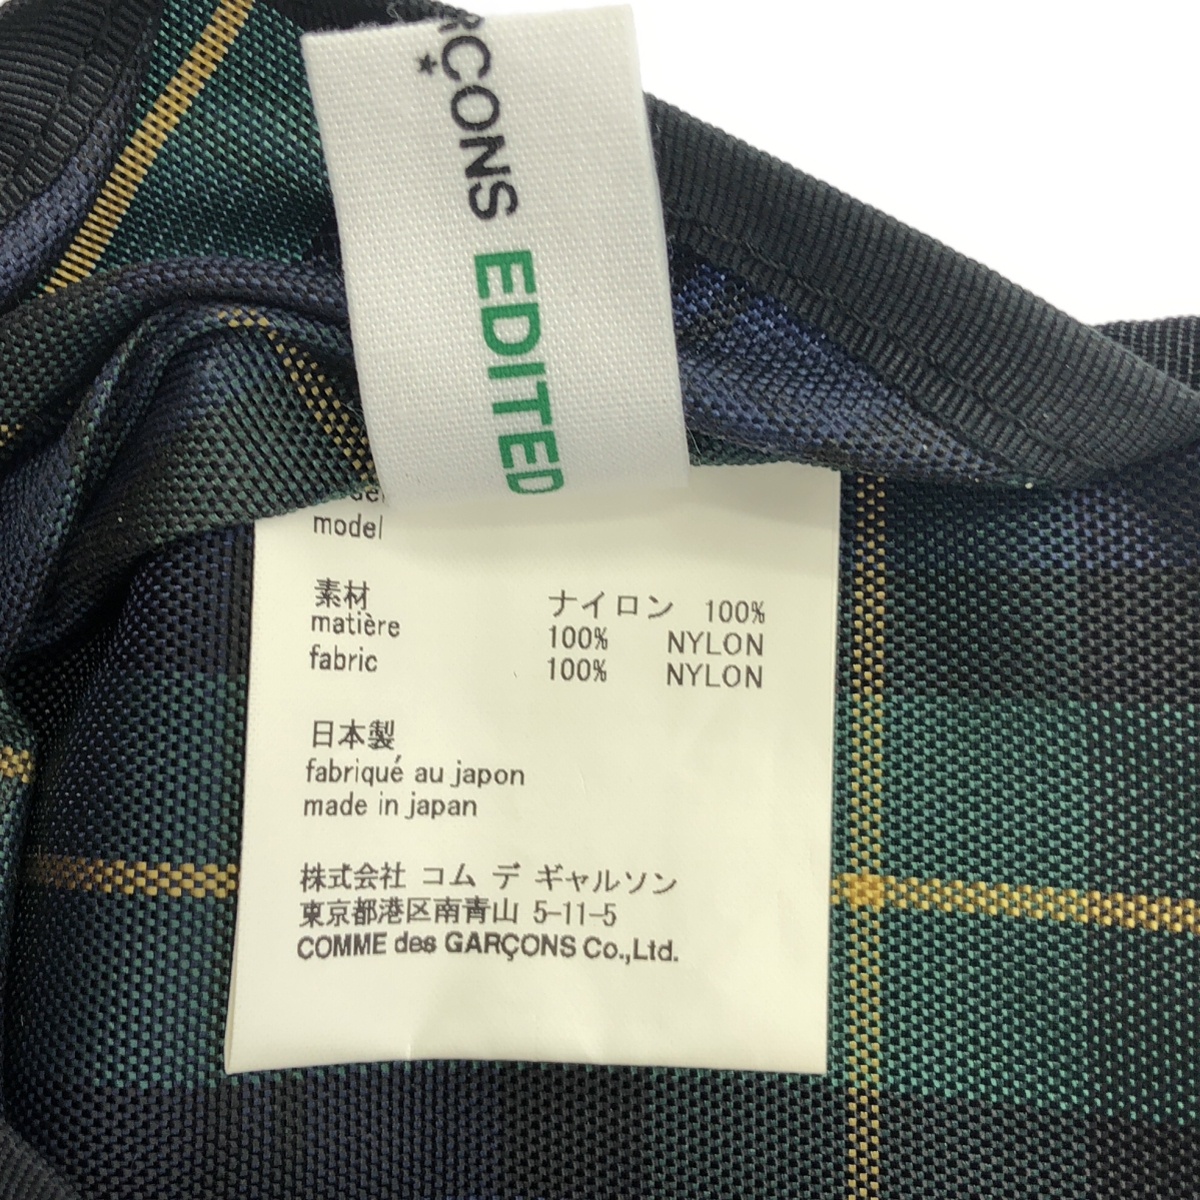 ÇONS EDITED
model
素材 ナイロン 100%
matière 100% NYLON
fabric 100% NYLON
日本製
fabriqué au japon
made in japan
株式会社 コム デ ギャルソン
東京都港区南青山 5-11-5
COMME des GARÇONS Co.,Ltd.